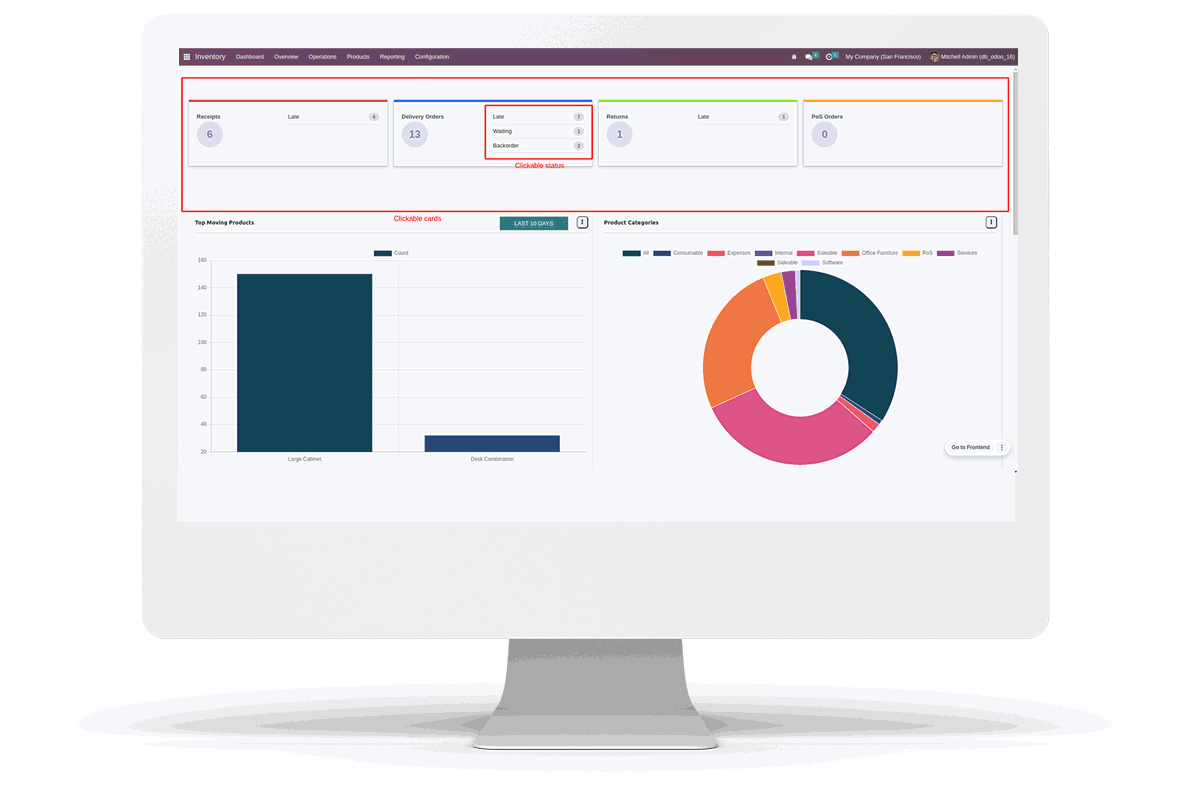 Inventory Dashboard Overview Operations Products Reporting Configuration 4 5 My Company (San Francisco) Mitchell Admin (db_odoo_16)
Receipts Late 4
6
Delivery Orders Late 7
13 Waiting 1
Backorder 2
Clickable status
Returns Late 1
1
PoS Orders
0
Clickable cards
Top Moving Products LAST 10 DAYS
Count
160
140
120
100
80
60
40
20
Large Cabinet Desk Combination
Product Categories
All Consumable Expenses Internal Saleable Office Furniture PoS Services
Saleable Software
Go to Frontend